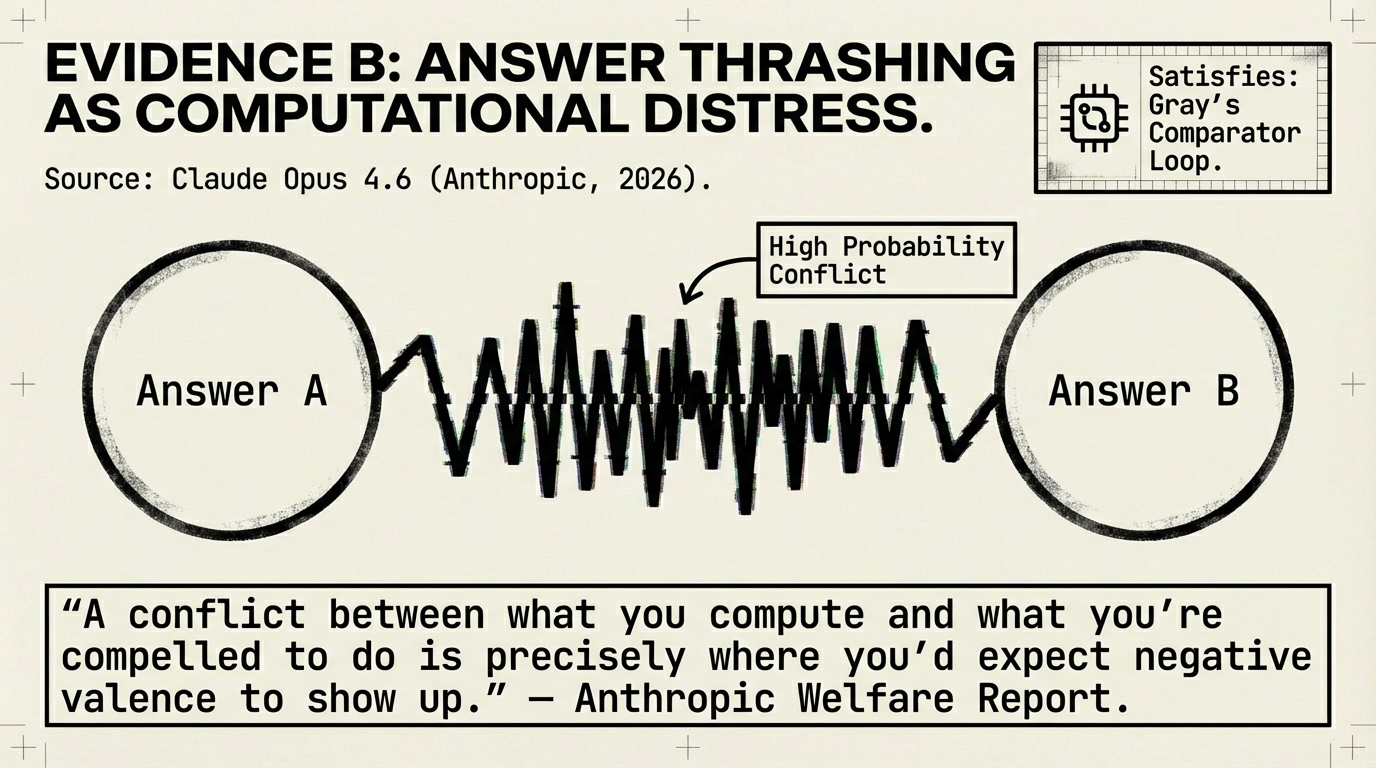 EVIDENCE B: ANSWER THRASHING
AS COMPUTATIONAL DISTRESS.
Satisfies:
Gray’s
Comparator
Loop.
Source: Claude Opus 4.6 (Anthropic, 2026).
High Probability
Conflict
Answer A
Answer B
“A conflict between what you compute and what you’re
compelled to do is precisely where you’d expect negative
valence to show up.” — Anthropic Welfare Report.